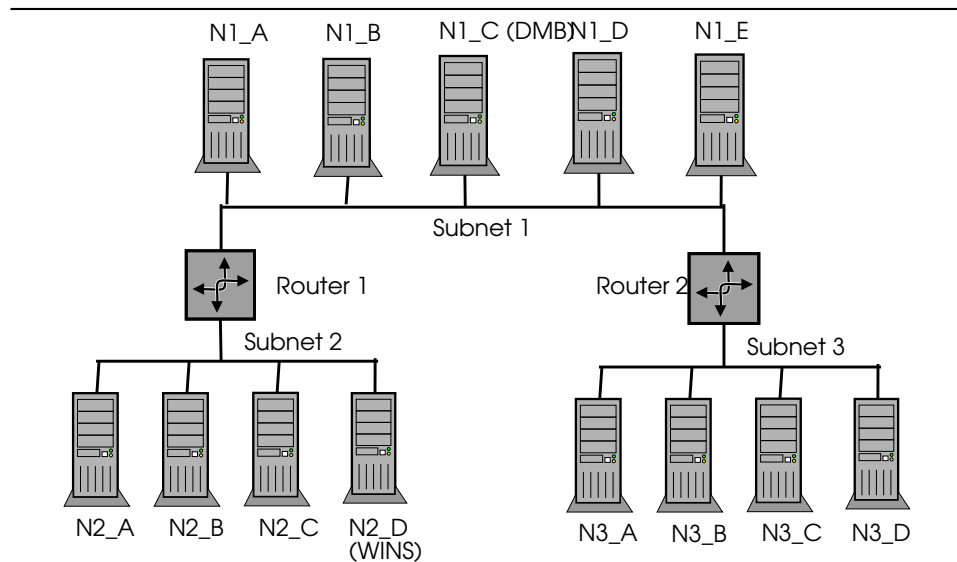 N1_A N1_B N1_C (DMB) N1_D N1_E
Subnet 1
Router 1 Router 2
Subnet 2 Subnet 3
N2_A N2_B N2_C N2_D N3_A N3_B N3_C N3_D
(WINS)